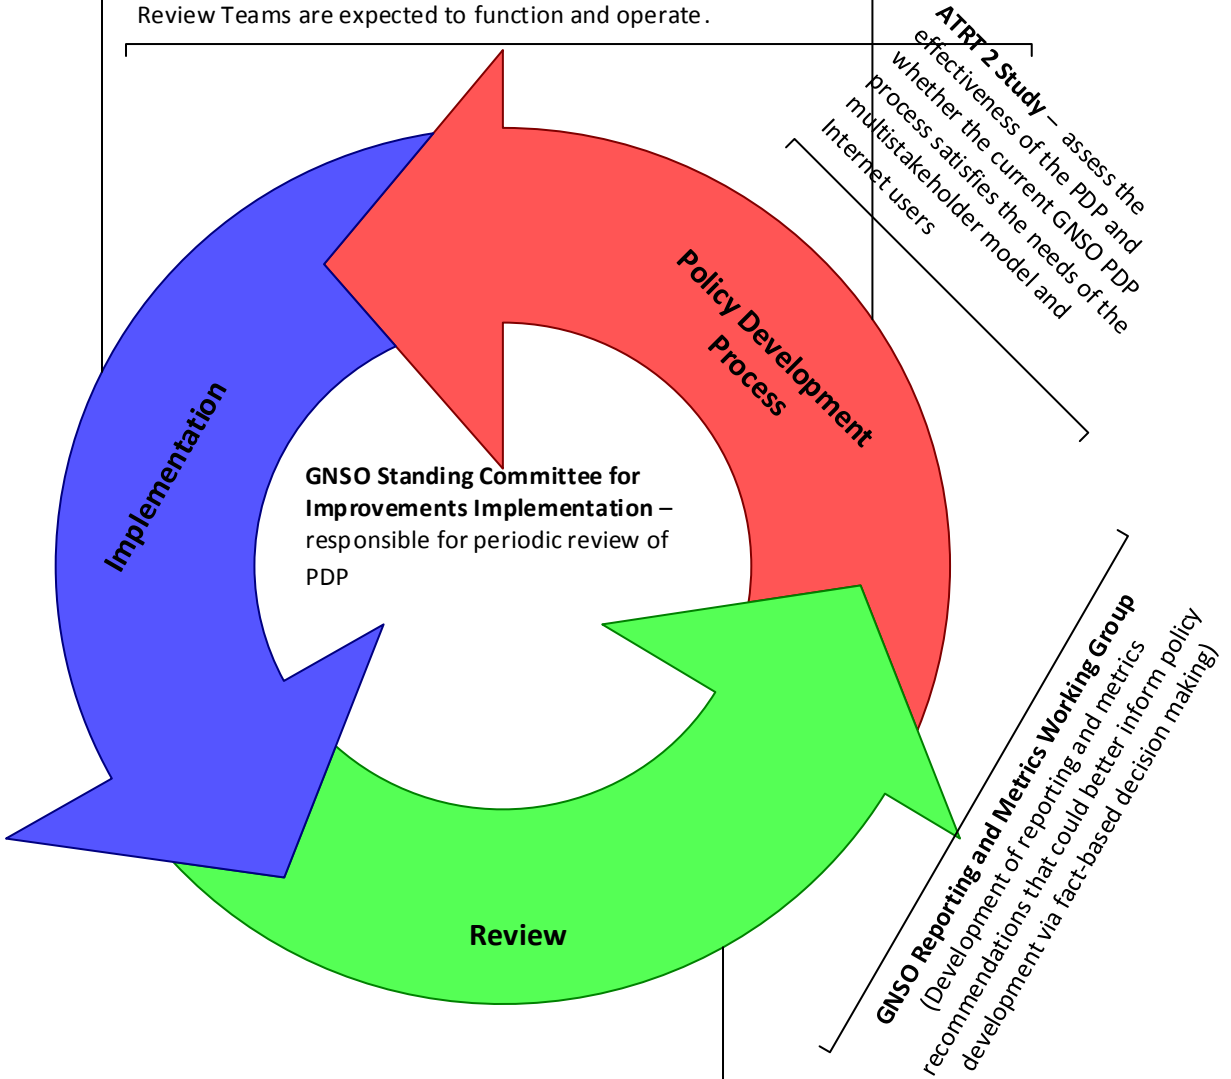 Review Teams are expected to function and operate.
ATRT 2 Study – assess the
effectiveness of the PDP and
whether the current GNSO PDP
process satisfies the needs of the
multistakeholder model and
Internet users
Policy Development
Process
Implementation
GNSO Standing Committee for
Improvements Implementation –
responsible for periodic review of
PDP
GNSO Reporting and Metrics Working Group
(Development of reporting and metrics
recommendations that could better inform policy
development via fact-based decision making)
Review